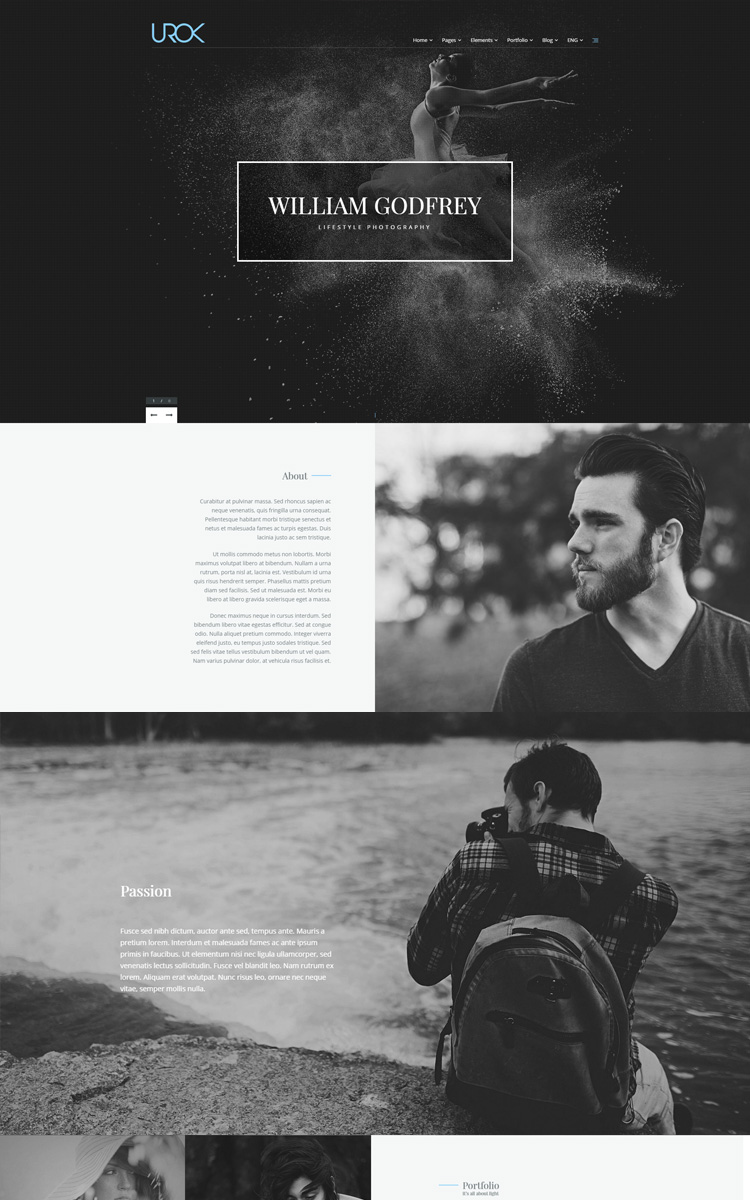 UROK
Home Pages Elements Portfolio Blog ENG
WILLIAM GODFREY
LIFESTYLE PHOTOGRAPHY
About
Curabitur at pulvinar massa. Sed rhoncus sapien ac
neque venenatis, quis fringilla urna consequat.
Pellentesque habitant morbi tristique senectus et
netus et malesuada fames ac turpis egestas. Duis
lacinia justo ac sem tristique.
Ut mollis commodo metus non lobortis. Morbi
maximus volutpat libero at bibendum. Nullam a urna
rutrum, porta nisl at, lacinia est. Vestibulum id urna
quis risus hendrerit semper. Phasellus mattis pretium
diam sed facilisis. Sed ut malesuada est. Morbi eu
libero at libero gravida scelerisque eget a massa.
Donec maximus neque in cursus interdum. Sed
bibendum libero vitae egestas efficitur. Sed at congue
odio. Nulla aliquet pretium commodo. Integer viverra
eleifend justo, eu tempus justo sodales tristique. Sed
sed felis vitae tellus vestibulum bibendum ut vel quam.
Nam varius pulvinar dolor, at vehicula risus facilisis et.
Passion
Fusce sed nibh dictum, auctor ante sed, tempus ante. Mauris a
pretium lorem. Interdum et malesuada fames ac ante ipsum
primis in faucibus. Ut elementum nisi nec ligula ullamcorper, sed
venenatis lectus sollicitudin. Fusce vel blandit leo. Nam rutrum ex
lorem. Aliquam erat volutpat. Nunc risus leo, ornare nec neque
vitae, semper mollis nulla.
Portfolio
It's all about light